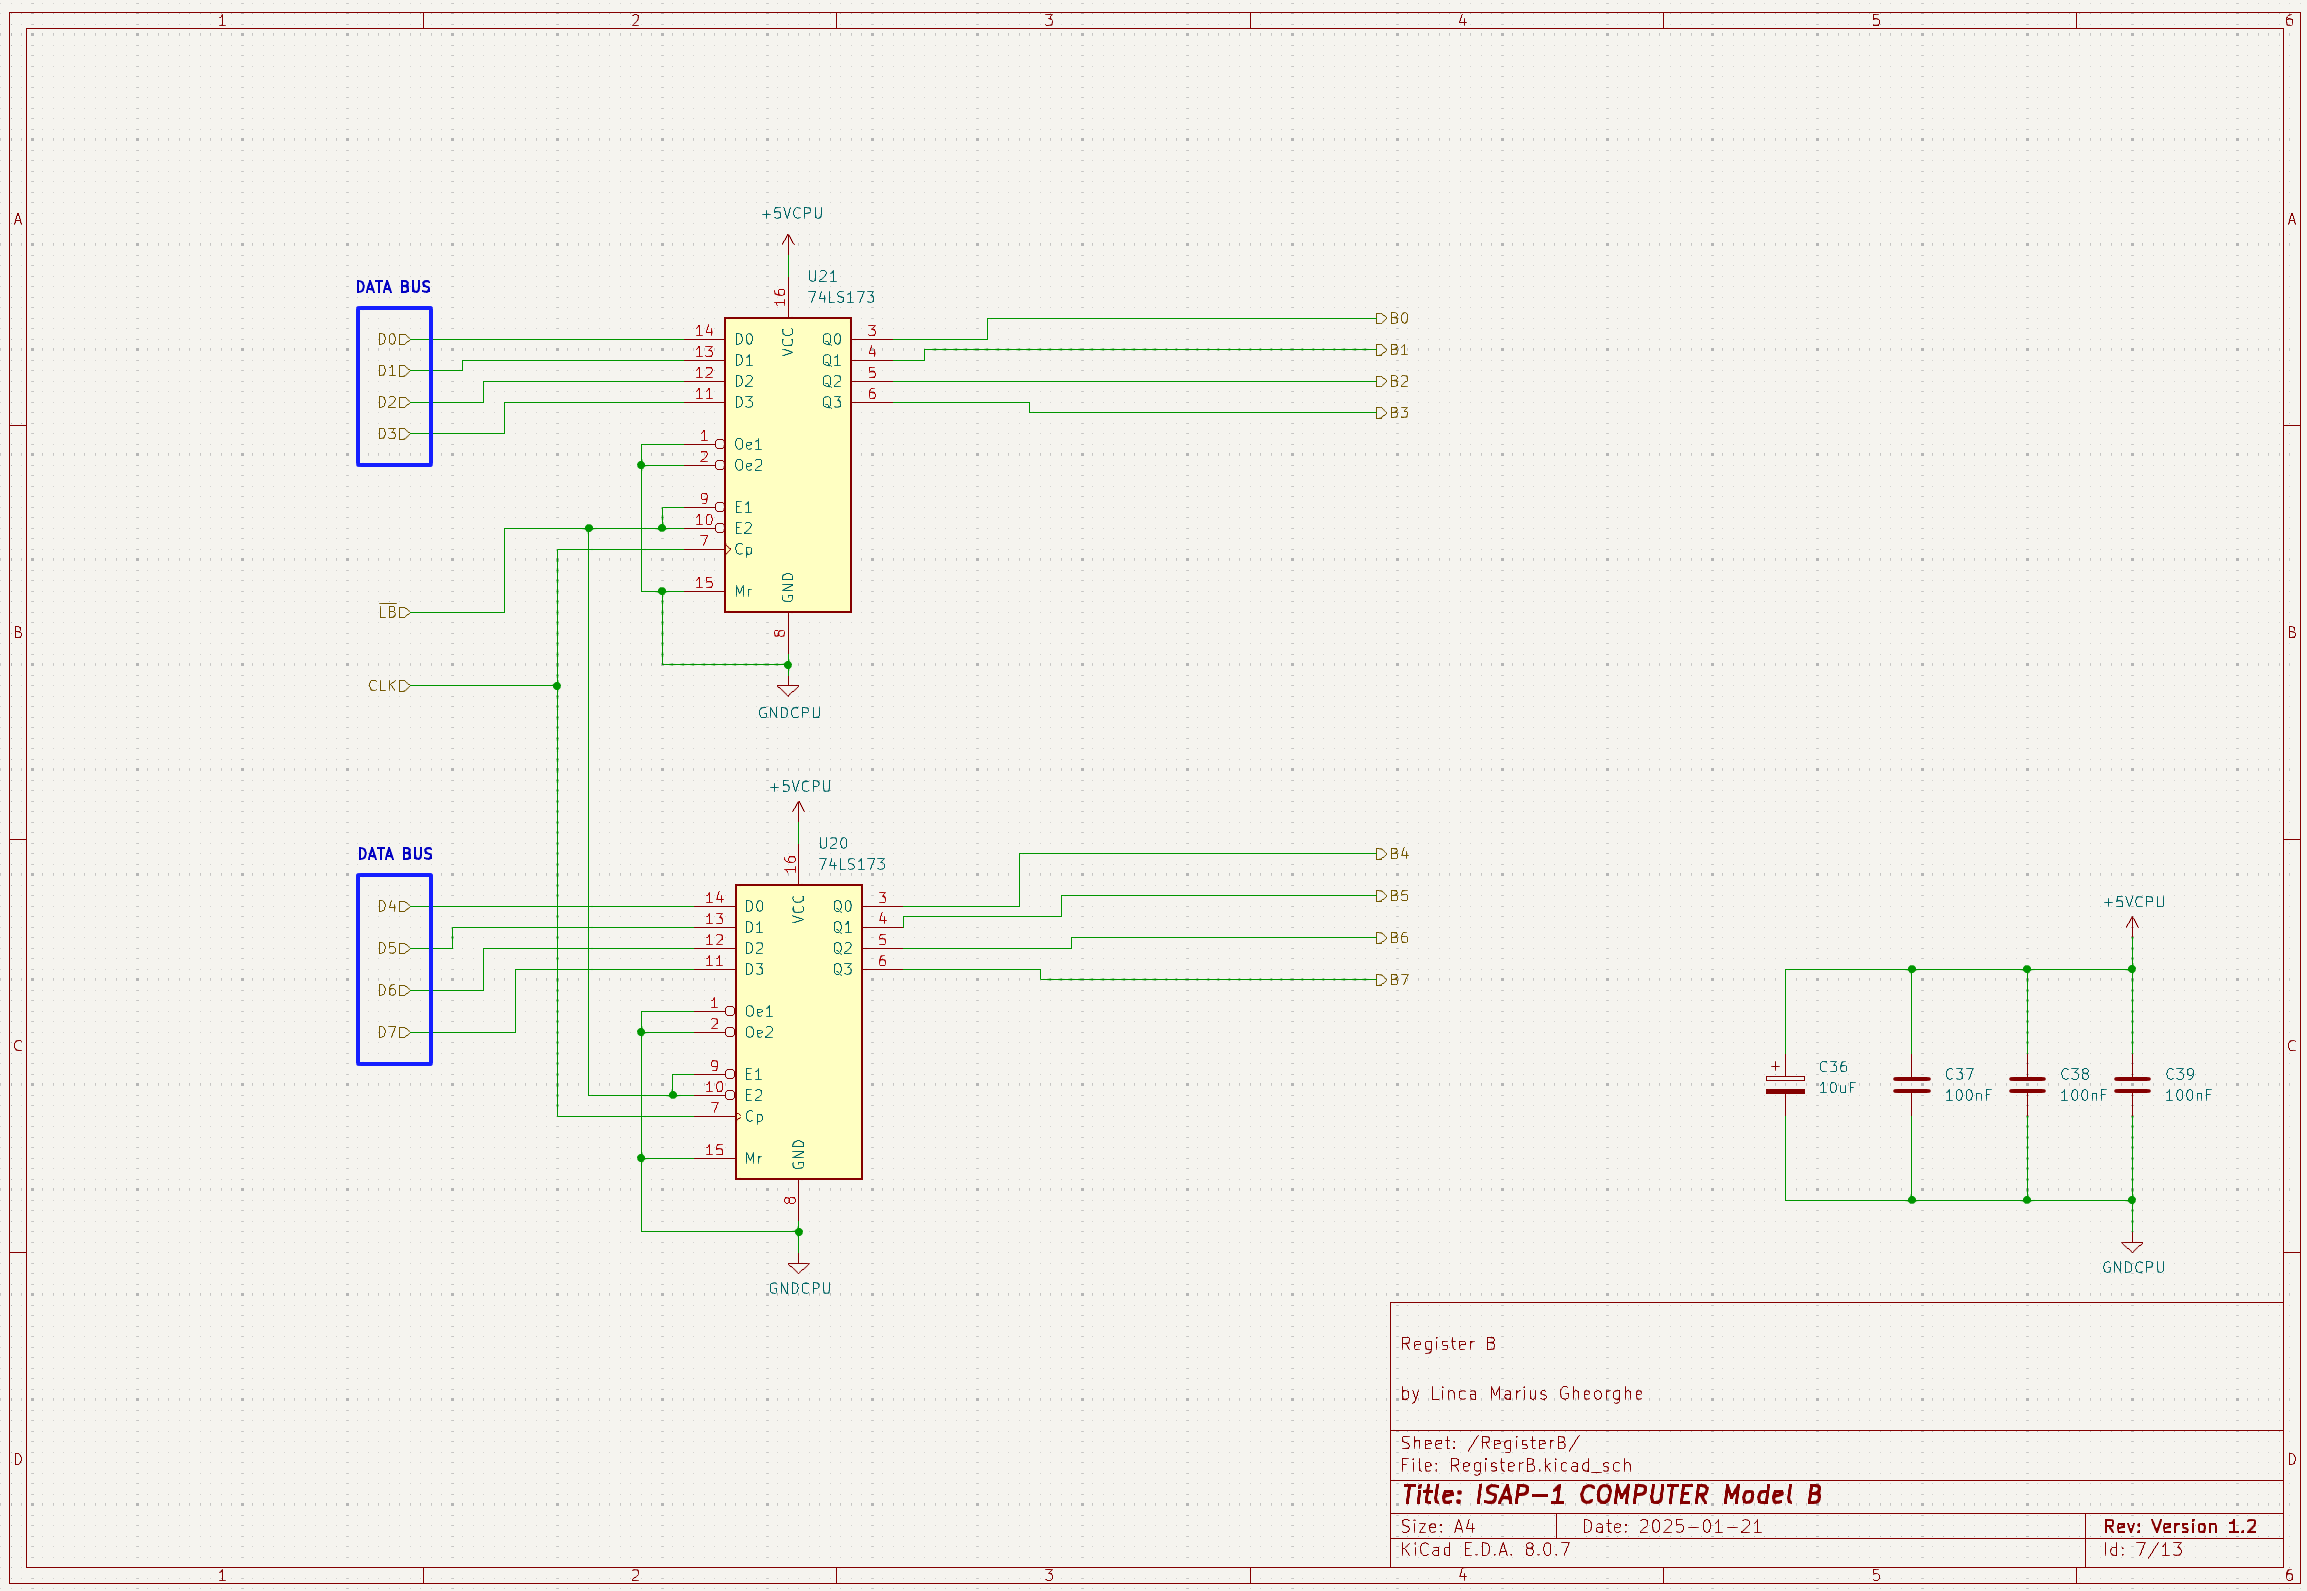 1 2 3 4 5 6
A A
+5VCPU
U21
74LS173
DATA BUS
16
D0 14 D0 VCC Q0 3 B0
D1 13 D1 Q1 4 B1
D2 12 D2 Q2 5 B2
D3 11 D3 Q3 6 B3
1 Oe1
2 Oe2
9 E1
10 E2
7 Cp
15 Mr GND
LB
B B
8
CLK
GNDCPU
+5VCPU
U20
74LS173
DATA BUS
16
D4 14 D0 VCC Q0 3 B4
D5 13 D1 Q1 4 B5
D6 12 D2 Q2 5 B6
D7 11 D3 Q3 6 B7
1 Oe1
2 Oe2
9 E1
10 E2
7 Cp
15 Mr GND
8
GNDCPU
C C
+5VCPU
+ C36 C37 C38 C39
10uF 100nF 100nF 100nF
GNDCPU
Register B
by Linca Marius Gheorghe
Sheet: /RegisterB/
File: RegisterB.kicad_sch
D D
Title: ISAP-1 COMPUTER Model B
Size: A4 Date: 2025-01-21 Rev: Version 1.2
KiCad E.D.A. 8.0.7 Id: 7/13
1 2 3 4 5 6